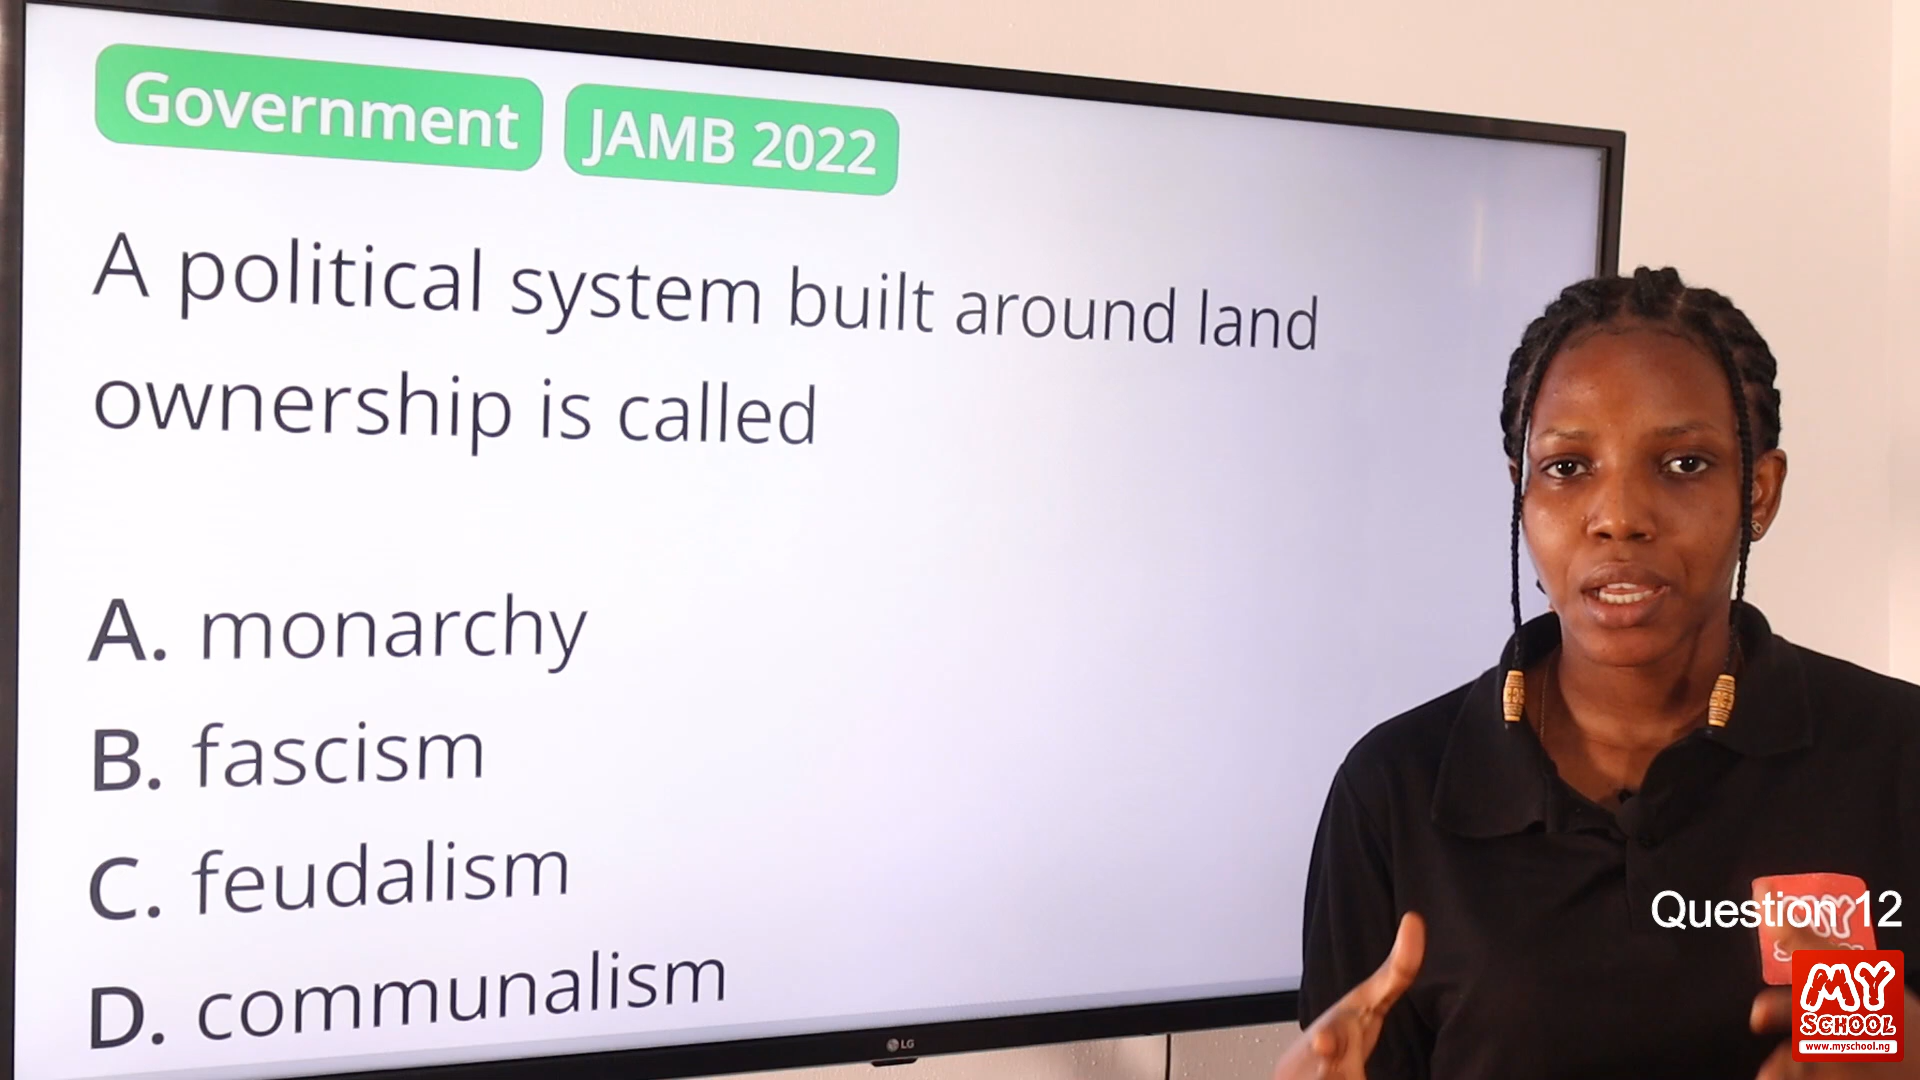 Government JAMB 2022
A political system built around land
ownership is called
A. monarchy
B. fascism
C. feudalism
D. communalism
LG
Question 12
MY
SCHOOL
www.myschool.ng